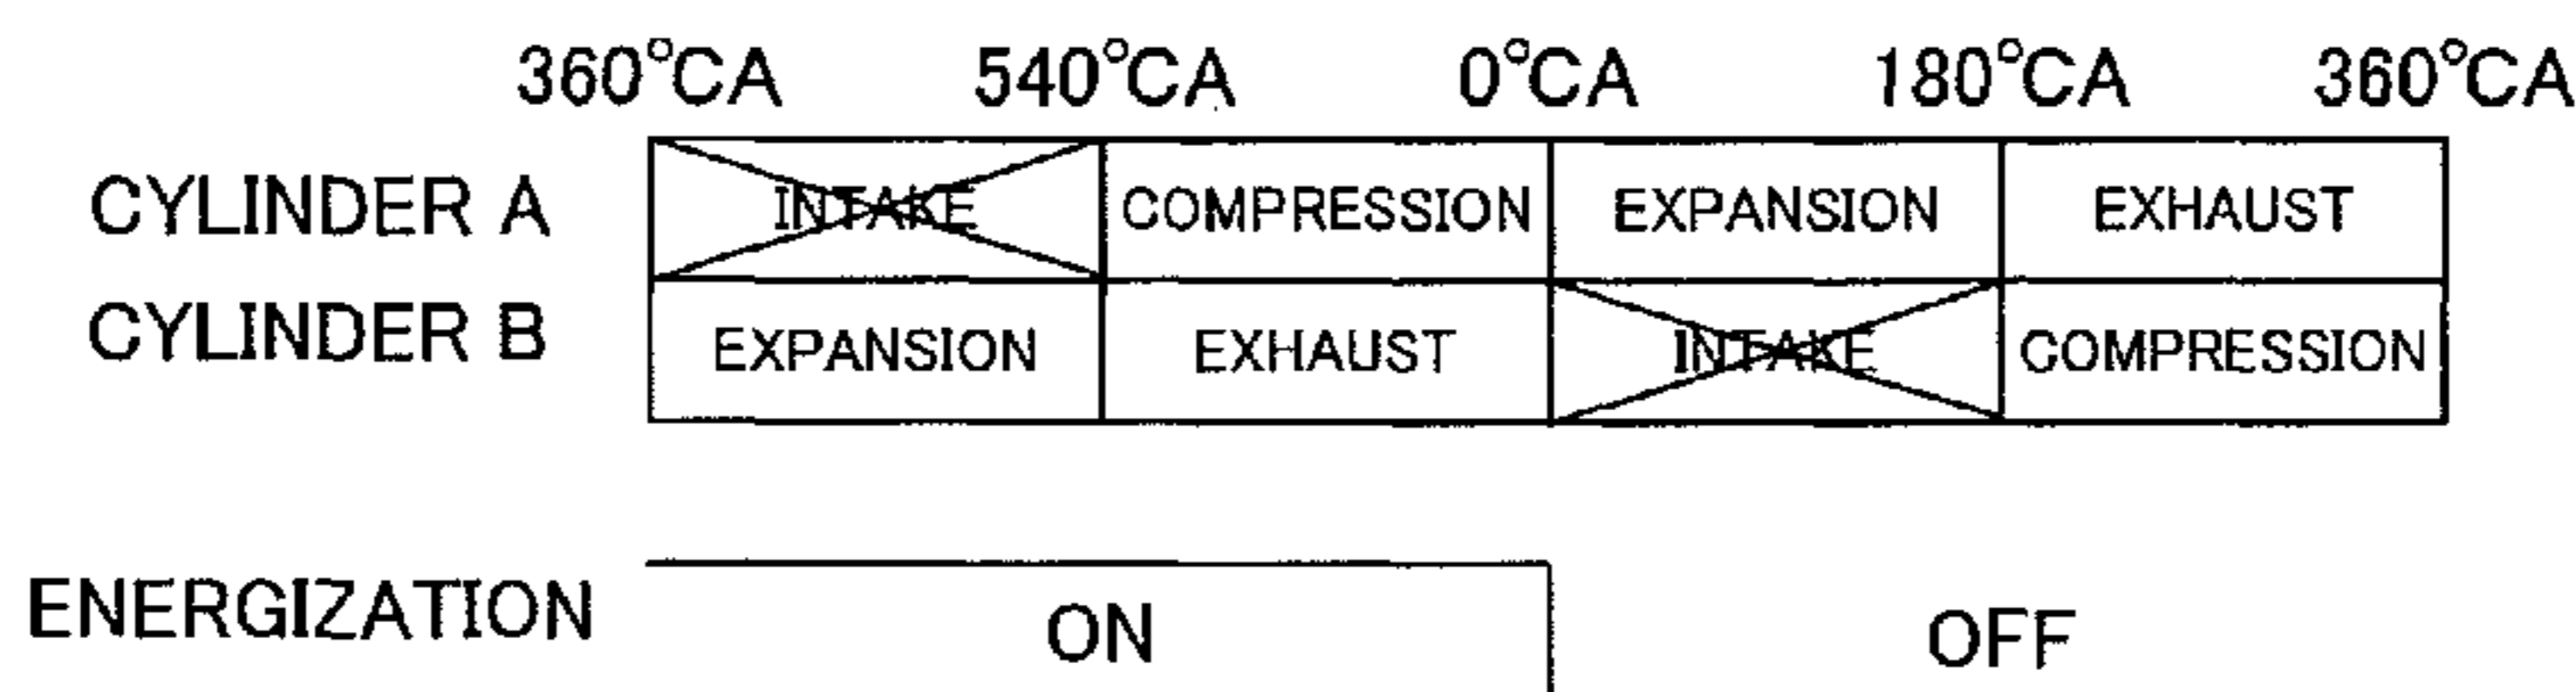 360°CA 540°CA 0°CA 180°CA 360°CA
CYLINDER A INTAKE COMPRESSION EXPANSION EXHAUST
CYLINDER B EXPANSION EXHAUST INTAKE COMPRESSION
ENERGIZATION ON OFF